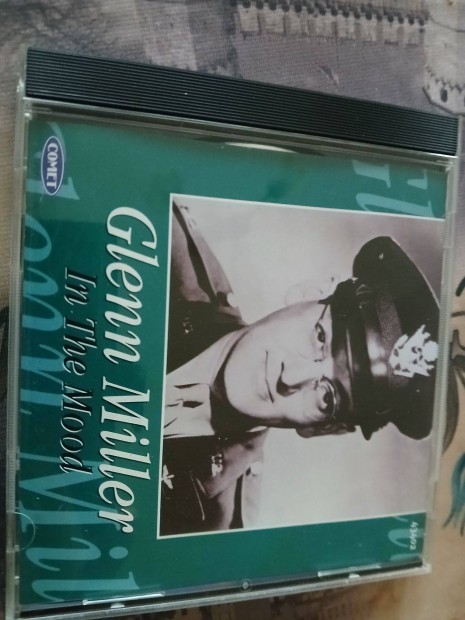 COMET
Glenn Miller
In The Mood